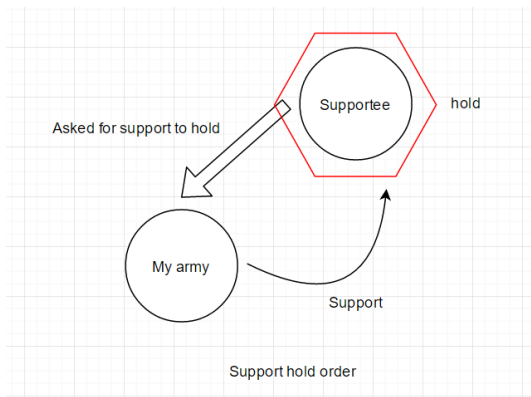 Supportee
hold
Asked for support to hold
My army
Support
Support hold order